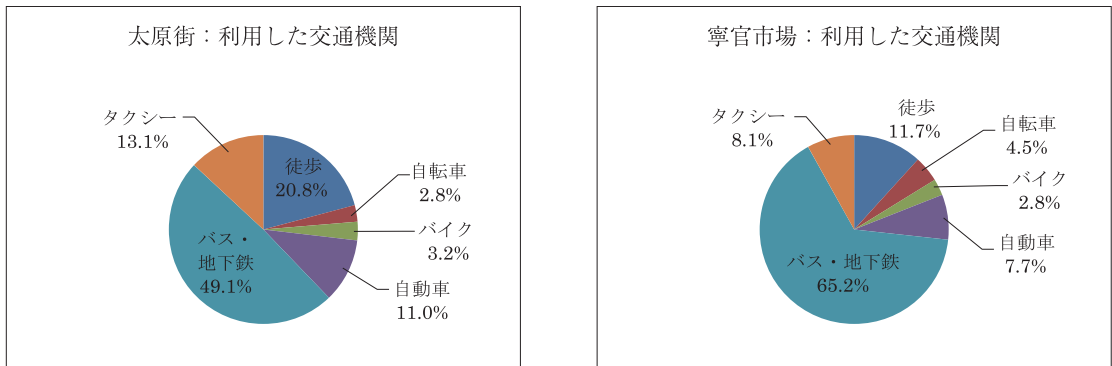 太原街：利用した交通機関
タクシー
13.1%
徒歩
20.8%
自転車
2.8%
バイク
3.2%
自動車
11.0%
バス・
地下鉄
49.1%
寧官市場：利用した交通機関
タクシー
8.1%
徒歩
11.7%
自転車
4.5%
バイク
2.8%
自動車
7.7%
バス・地下鉄
65.2%